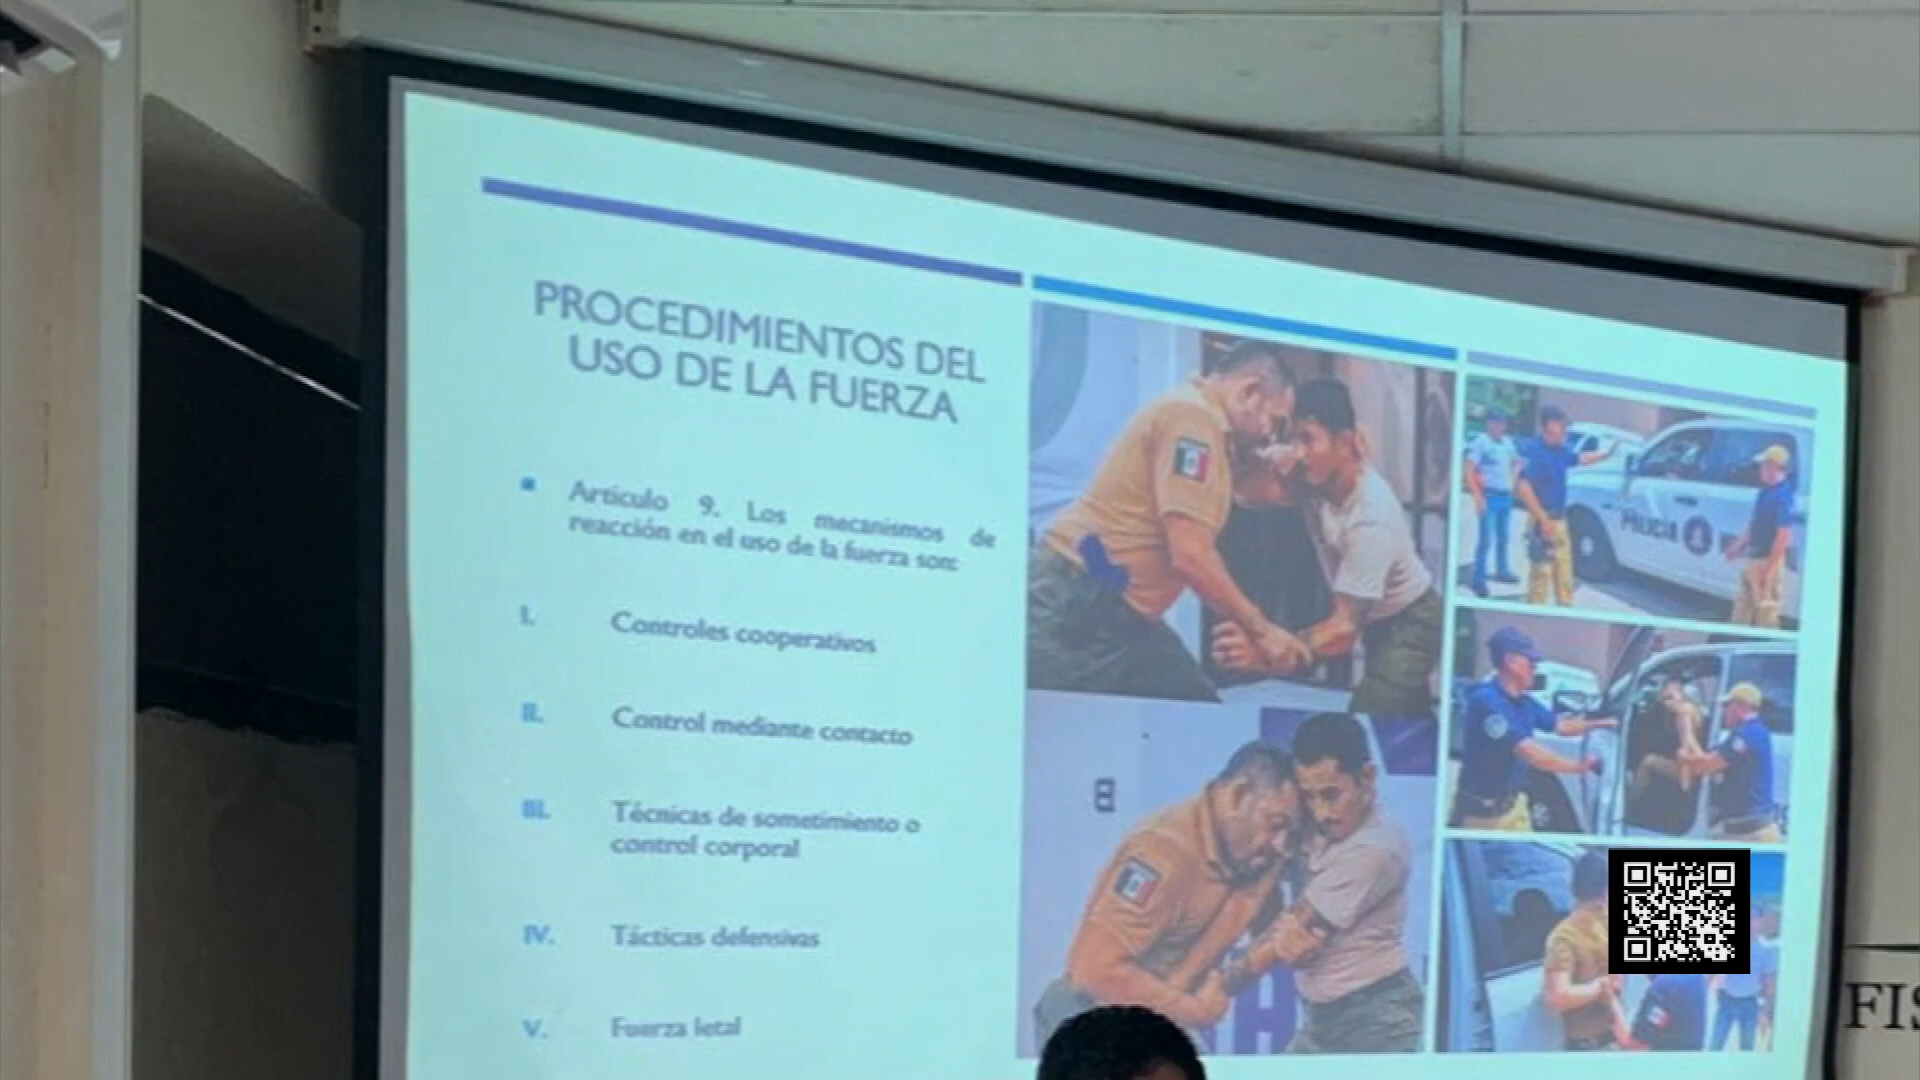 PROCEDIMIENTOS DEL
USO DE LA FUERZA
Artículo 9. Los mecanismos de
reacción en el uso de la fuerza son:
I. Controles cooperativos
II. Control mediante contacto
III. Técnicas de sometimiento o
control corporal
IV. Tácticas defensivas
V. Fuerza letal
POLICIA
FIS